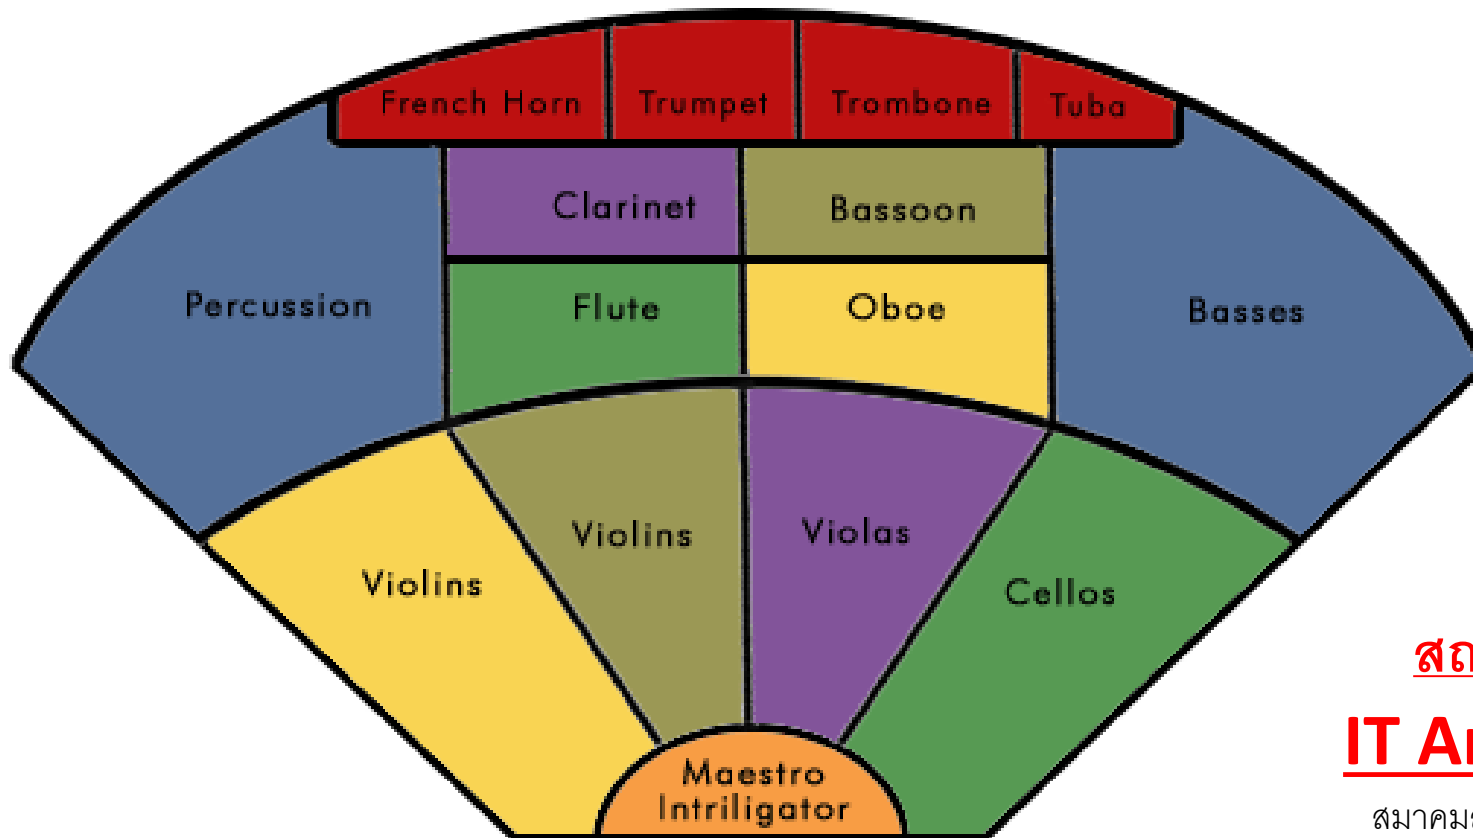 French Horn
Trumpet
Trombone
Tuba
Clarinet
Bassoon
Percussion
Flute
Oboe
Basses
Violins
Violins
Violas
Cellos
Maestro
Intriligator
IT